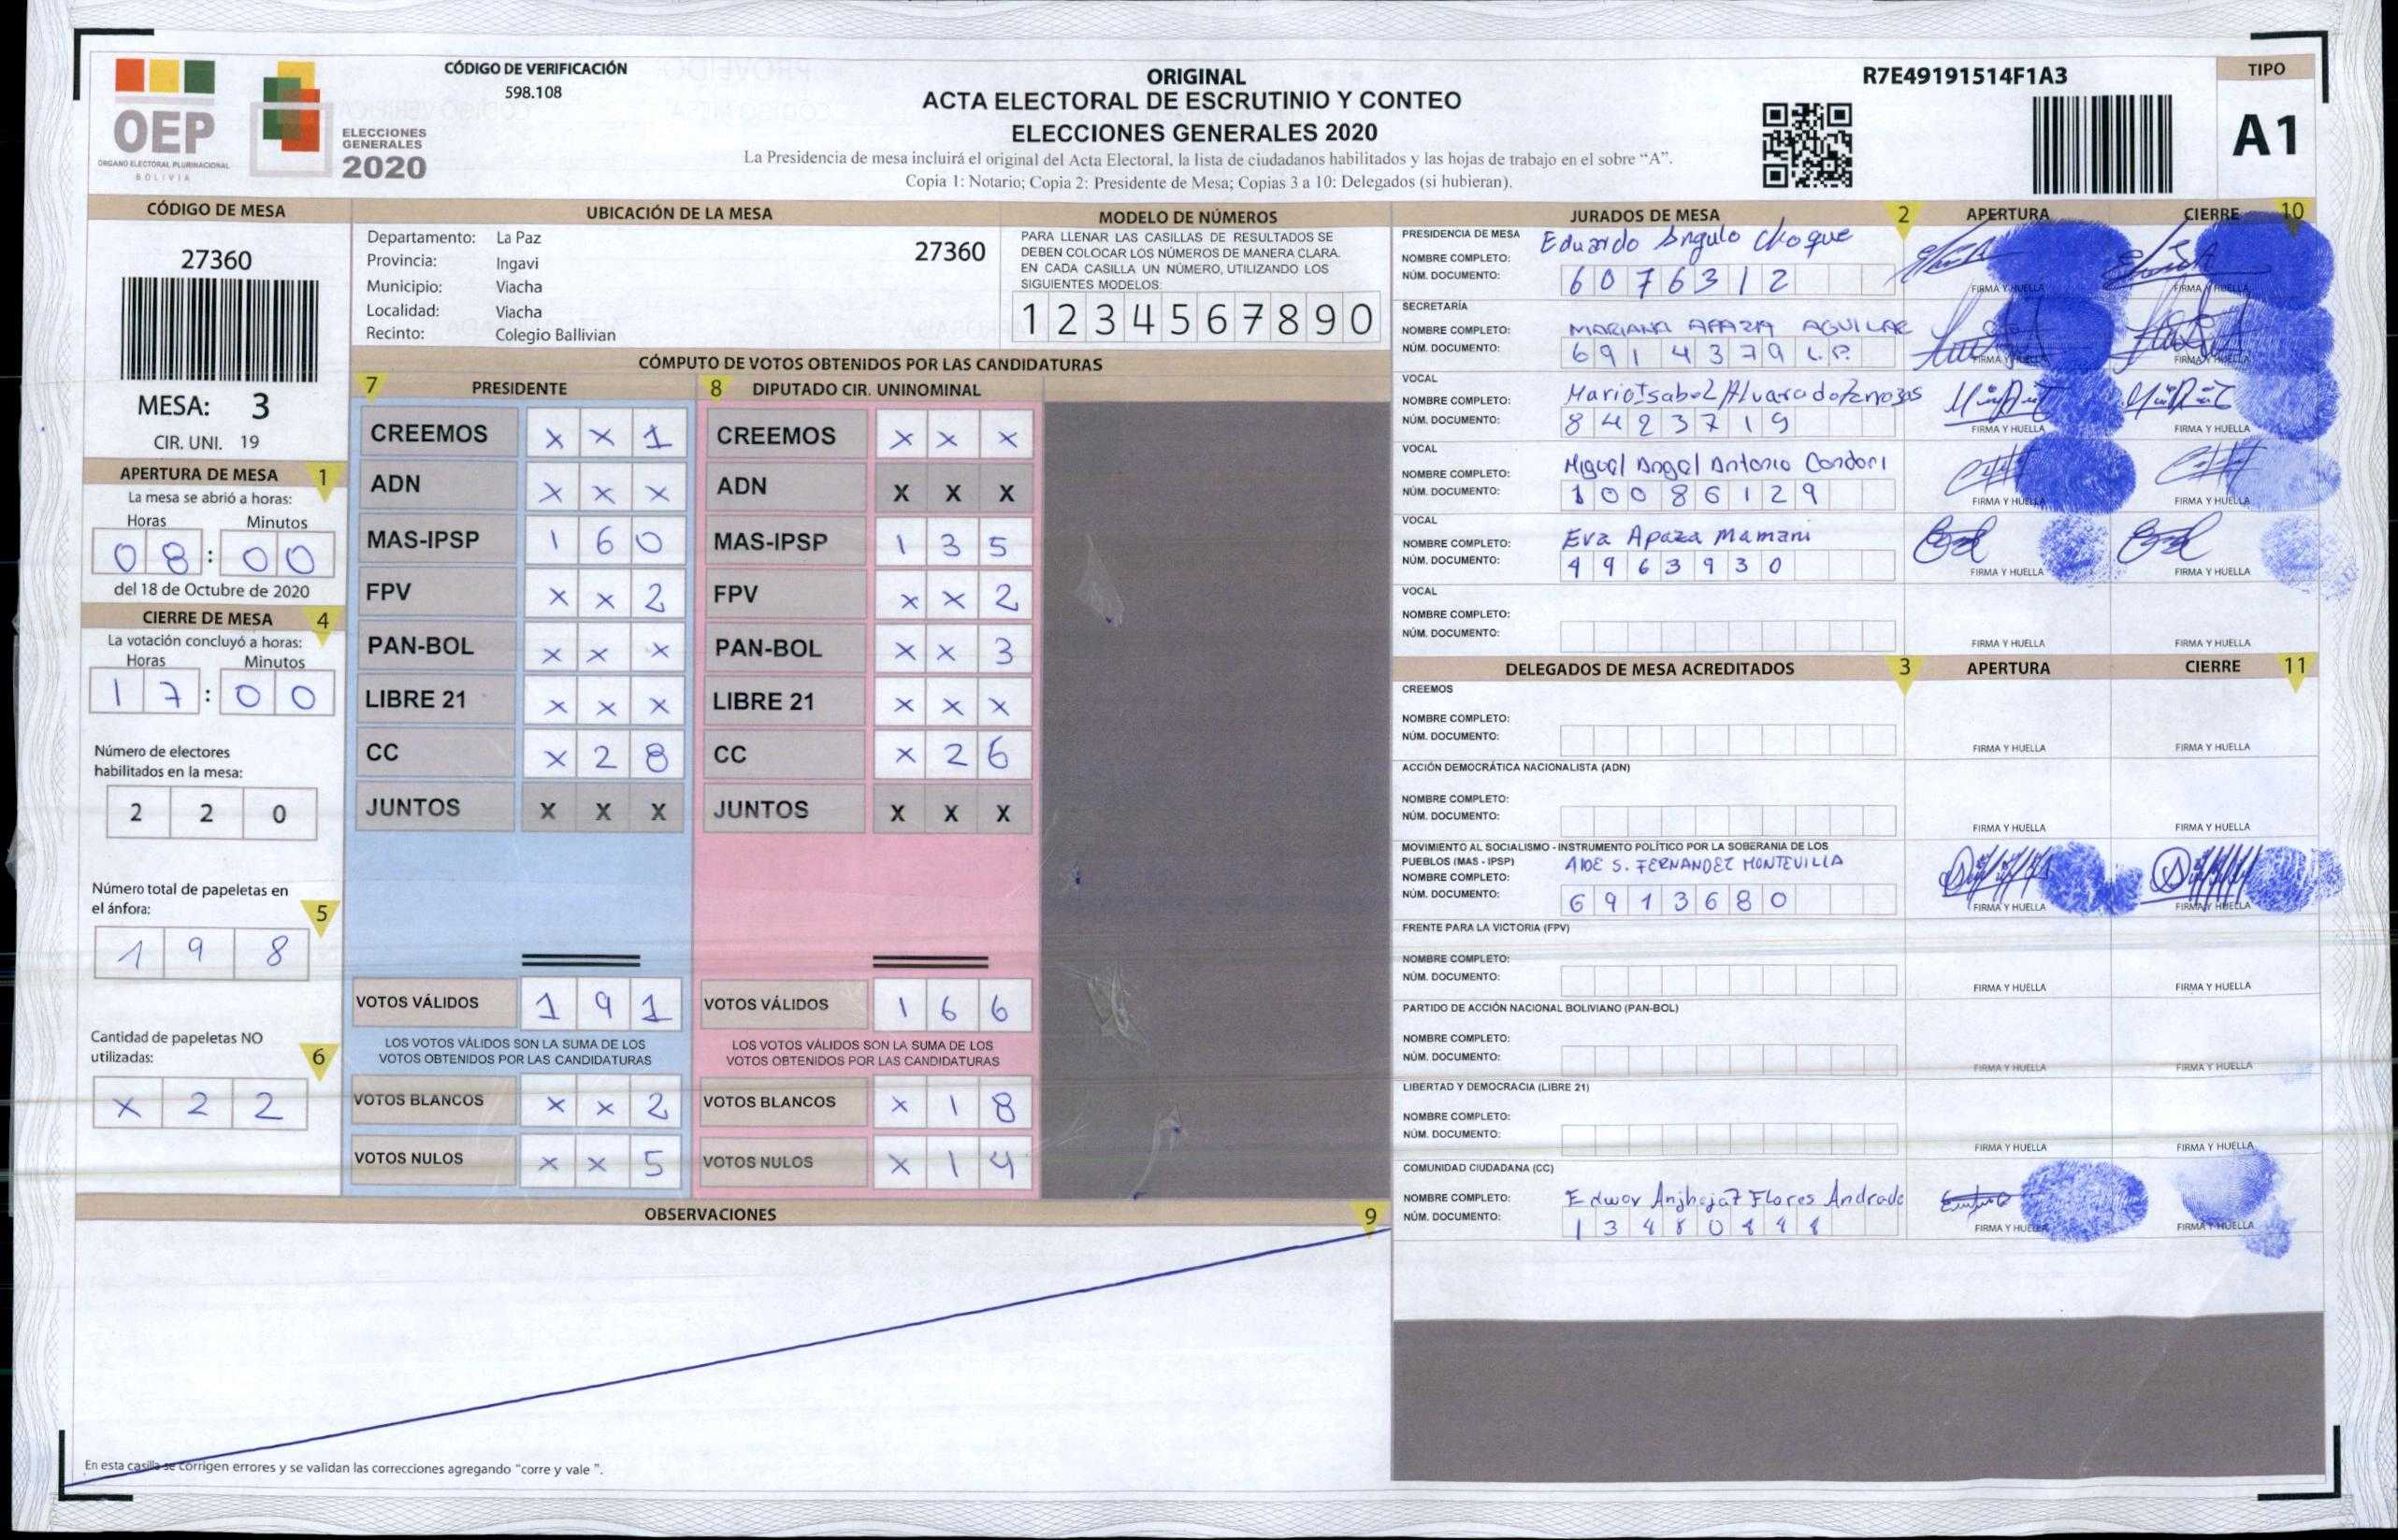 OEP
ÓRGANO ELECTORAL PLURINACIONAL
BOLIVIA
ELECCIONES
GENERALES
2020
CÓDIGO DE VERIFICACIÓN
598.108
ORIGINAL
ACTA ELECTORAL DE ESCRUTINIO Y CONTEO
ELECCIONES GENERALES 2020
La Presidencia de mesa incluirá el original del Acta Electoral, la lista de ciudadanos habilitados y las hojas de trabajo en el sobre “A”.
Copia 1: Notario; Copia 2: Presidente de Mesa; Copias 3 a 10: Delegados (si hubieran).
R7E49191514F1A3
TIPO
A1
CÓDIGO DE MESA
27360
MESA: 3
CIR. UNI. 19
APERTURA DE MESA 1
La mesa se abrió a horas:
Horas Minutos
0 8 : 0 0
del 18 de Octubre de 2020
CIERRE DE MESA 4
La votación concluyó a horas:
Horas Minutos
1 7 : 0 0
Número de electores
habilitados en la mesa:
2 2 0
Número total de papeletas en
el ánfora: 5
1 9 8
Cantidad de papeletas NO
utilizadas: 6
x 2 2
UBICACIÓN DE LA MESA
Departamento: La Paz
27360
Provincia: Ingavi
Municipio: Viacha
Localidad: Viacha
Recinto: Colegio Ballivian
MODELO DE NÚMEROS
PARA LLENAR LAS CASILLAS DE RESULTADOS SE
DEBEN COLOCAR LOS NÚMEROS DE MANERA CLARA.
EN CADA CASILLA UN NÚMERO, UTILIZANDO LOS
SIGUIENTES MODELOS:
1 2 3 4 5 6 7 8 9 0
CÓMPUTO DE VOTOS OBTENIDOS POR LAS CANDIDATURAS
7 PRESIDENTE
CREEMOS x x 1
ADN x x x
MAS-IPSP 1 6 0
FPV x x 2
PAN-BOL x x x
LIBRE 21 x x x
CC x 2 8
JUNTOS X X X
VOTOS VÁLIDOS 1 9 1
LOS VOTOS VÁLIDOS SON LA SUMA DE LOS
VOTOS OBTENIDOS POR LAS CANDIDATURAS
VOTOS BLANCOS x x 2
VOTOS NULOS x x 5
8 DIPUTADO CIR. UNINOMINAL
CREEMOS x x x
ADN X X X
MAS-IPSP 1 3 5
FPV x x 2
PAN-BOL x x 3
LIBRE 21 x x x
CC x 2 6
JUNTOS X X X
VOTOS VÁLIDOS 1 6 6
LOS VOTOS VÁLIDOS SON LA SUMA DE LOS
VOTOS OBTENIDOS POR LAS CANDIDATURAS
VOTOS BLANCOS x 1 8
VOTOS NULOS x 1 4
OBSERVACIONES 9
En esta casilla se corrigen errores y se validan las correcciones agregando "corre y vale ".
JURADOS DE MESA 2 APERTURA CIERRE 10
PRESIDENCIA DE MESA
NOMBRE COMPLETO: Eduardo Angulo Choque
NÚM. DOCUMENTO: 6 0 7 6 3 1 2
FIRMA Y HUELLA FIRMA Y HUELLA
SECRETARÍA
NOMBRE COMPLETO: MARIANA APAZA AGUILAR
NÚM. DOCUMENTO: 6 9 1 4 3 7 9 L.P.
FIRMA Y HUELLA FIRMA Y HUELLA
VOCAL
NOMBRE COMPLETO: Alvarado
NÚM. DOCUMENTO: 8 4 2 3 7 1 9
FIRMA Y HUELLA FIRMA Y HUELLA
VOCAL
NOMBRE COMPLETO: Miguel Angel Antonio Condori
NÚM. DOCUMENTO: 1 0 0 8 6 1 2 9
FIRMA Y HUELLA FIRMA Y HUELLA
VOCAL
NOMBRE COMPLETO: Eva Apaza Mamani
NÚM. DOCUMENTO: 4 9 6 3 9 3 0
FIRMA Y HUELLA FIRMA Y HUELLA
VOCAL
NOMBRE COMPLETO:
NÚM. DOCUMENTO:
FIRMA Y HUELLA FIRMA Y HUELLA
DELEGADOS DE MESA ACREDITADOS 3 APERTURA CIERRE 11
CREEMOS
NOMBRE COMPLETO:
NÚM. DOCUMENTO:
FIRMA Y HUELLA FIRMA Y HUELLA
ACCIÓN DEMOCRÁTICA NACIONALISTA (ADN)
NOMBRE COMPLETO:
NÚM. DOCUMENTO:
FIRMA Y HUELLA FIRMA Y HUELLA
MOVIMIENTO AL SOCIALISMO - INSTRUMENTO POLÍTICO POR LA SOBERANIA DE LOS
PUEBLOS (MAS - IPSP)
NOMBRE COMPLETO: AIDE S. FERNANDEZ MONTEVILLA
NÚM. DOCUMENTO: 6 9 1 3 6 8 0
FIRMA Y HUELLA FIRMA Y HUELLA
FRENTE PARA LA VICTORIA (FPV)
NOMBRE COMPLETO:
NÚM. DOCUMENTO:
FIRMA Y HUELLA FIRMA Y HUELLA
PARTIDO DE ACCIÓN NACIONAL BOLIVIANO (PAN-BOL)
NOMBRE COMPLETO:
NÚM. DOCUMENTO:
FIRMA Y HUELLA FIRMA Y HUELLA
LIBERTAD Y DEMOCRACIA (LIBRE 21)
NOMBRE COMPLETO:
NÚM. DOCUMENTO:
FIRMA Y HUELLA FIRMA Y HUELLA
COMUNIDAD CIUDADANA (CC)
NOMBRE COMPLETO: Flores Andrade
NÚM. DOCUMENTO:
FIRMA Y HUELLA FIRMA Y HUELLA